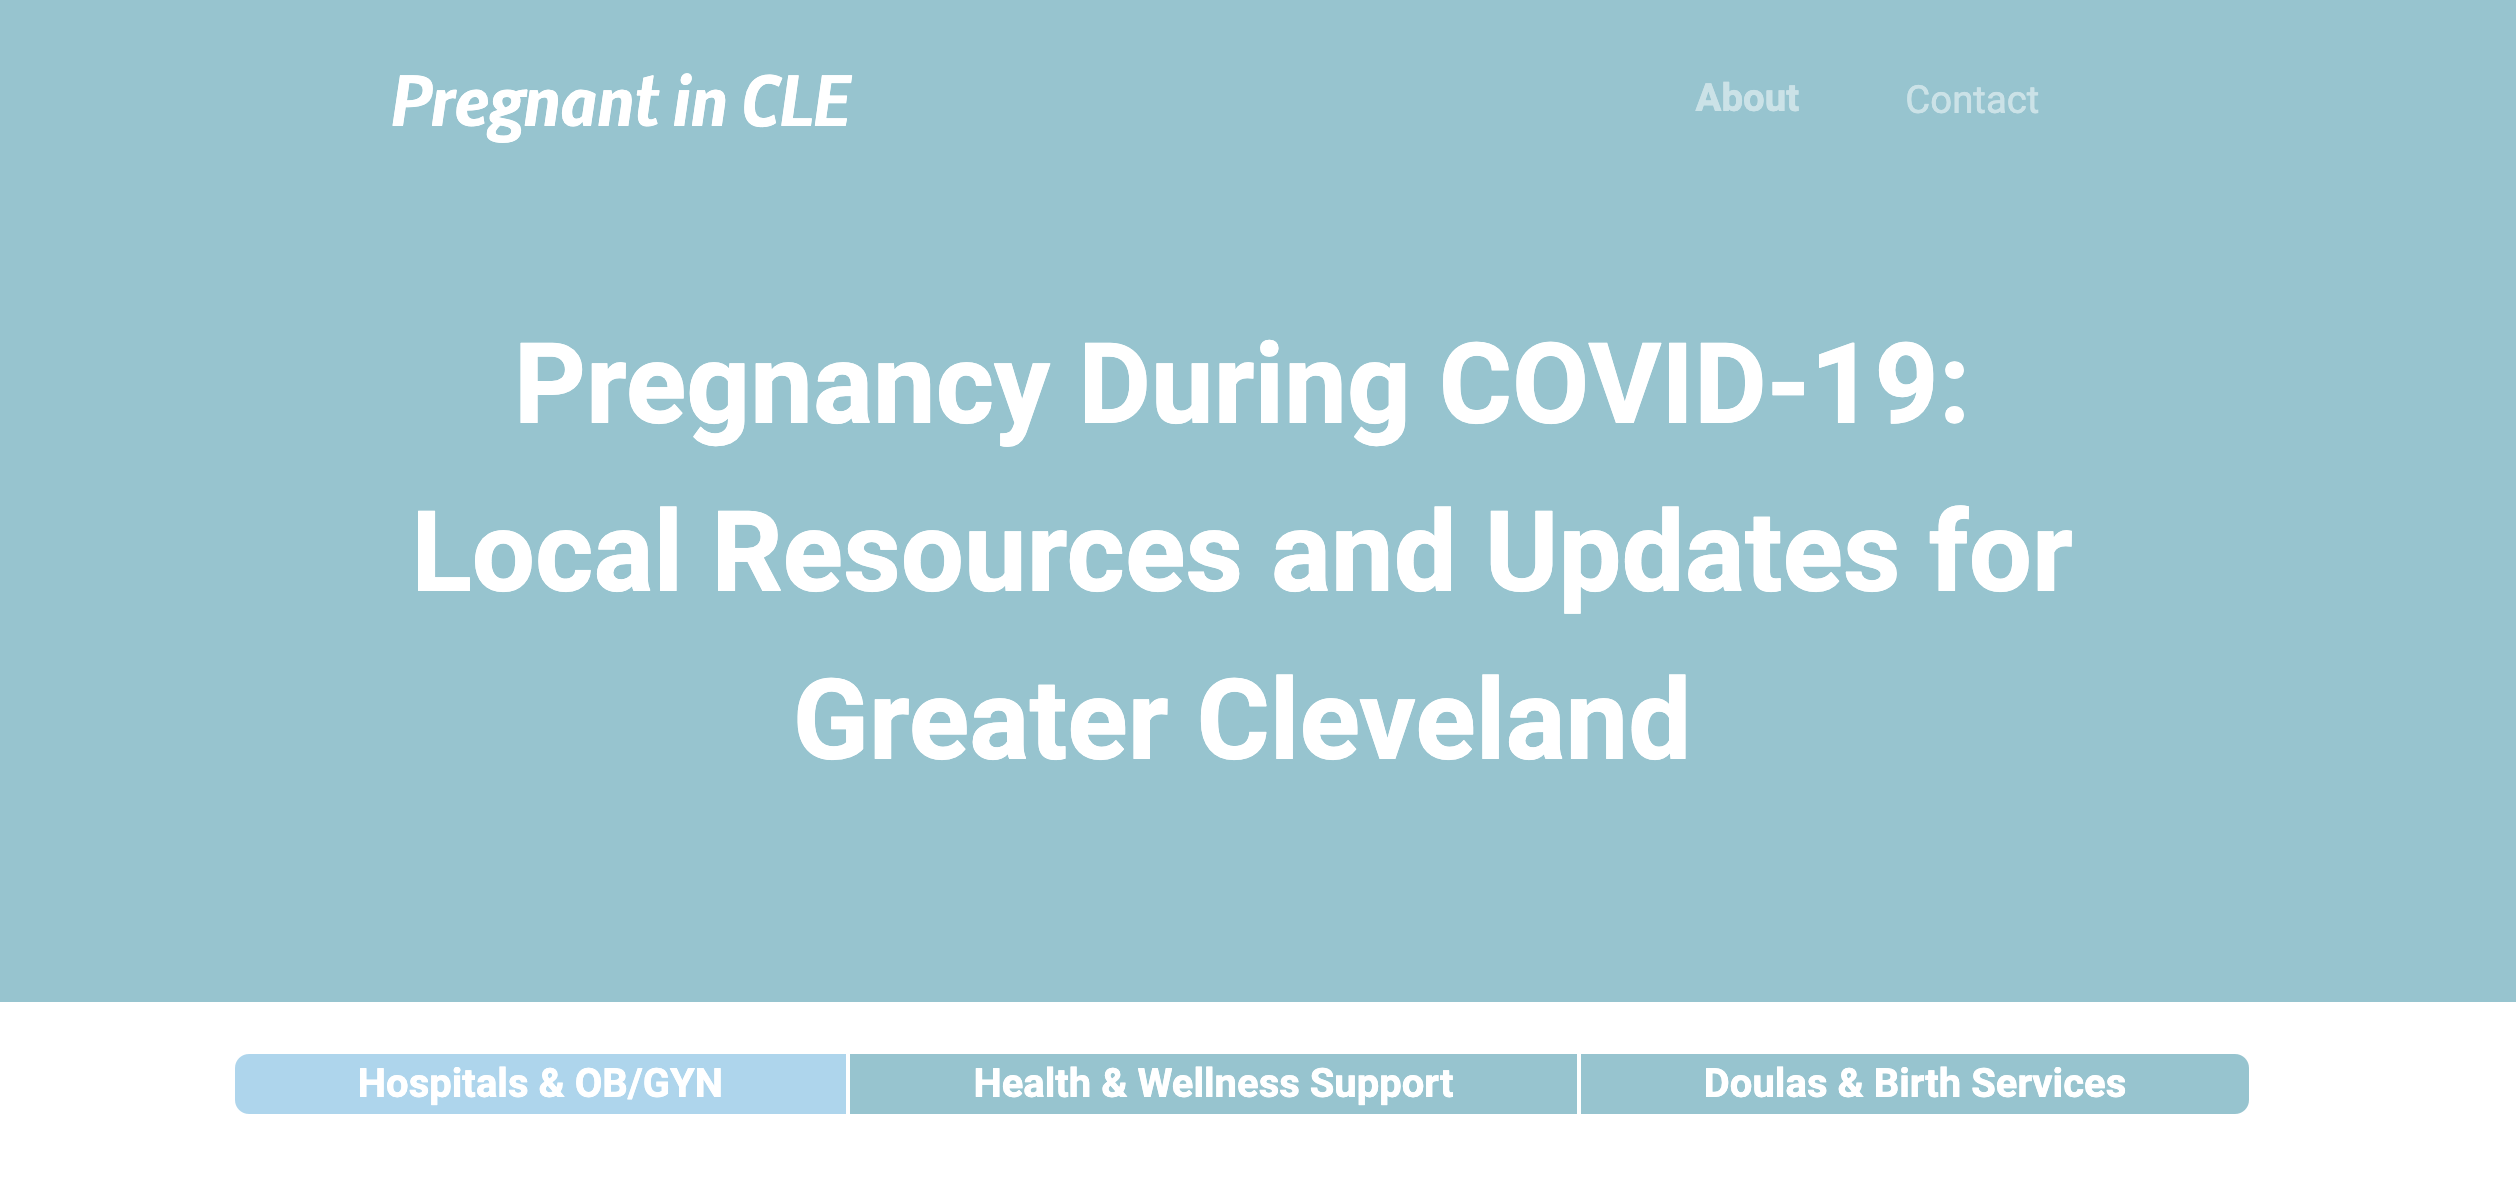 Pregnant in CLE
About
Contact
Pregnancy During COVID-19:
Local Resources and Updates for
Greater Cleveland
Hospitals & OB/GYN
Health & Wellness Support
Doulas & Birth Services